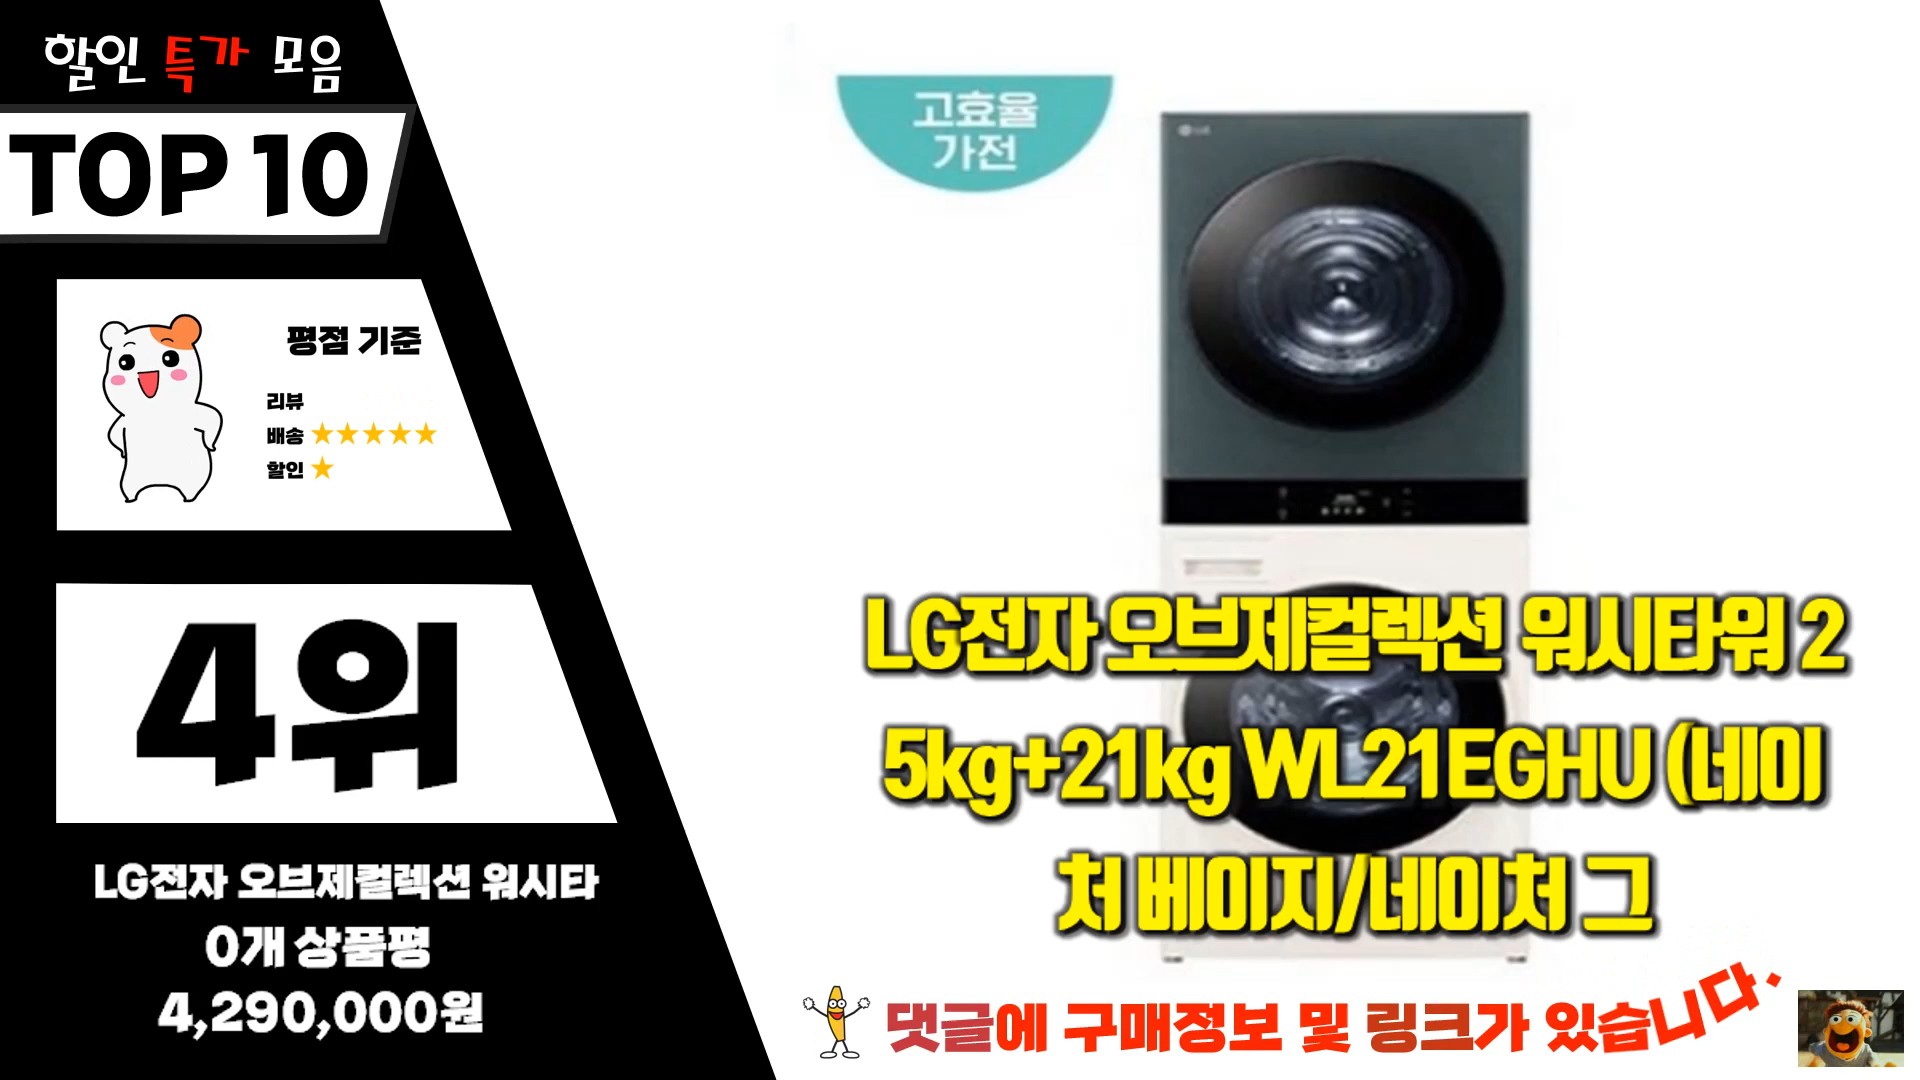 할인 특가 모음
TOP 10
평점 기준
리뷰
배송 ★★★★★
할인 ★
4위
LG전자 오브제컬렉션 워시타
0개 상품평
4,290,000원
고효율
가전
LG전자 오브제컬렉션 워시타워 2
5kg+21kg WL21EGHU (네이
처 베이지/네이처 그
댓글에 구매정보 및 링크가 있습니다.